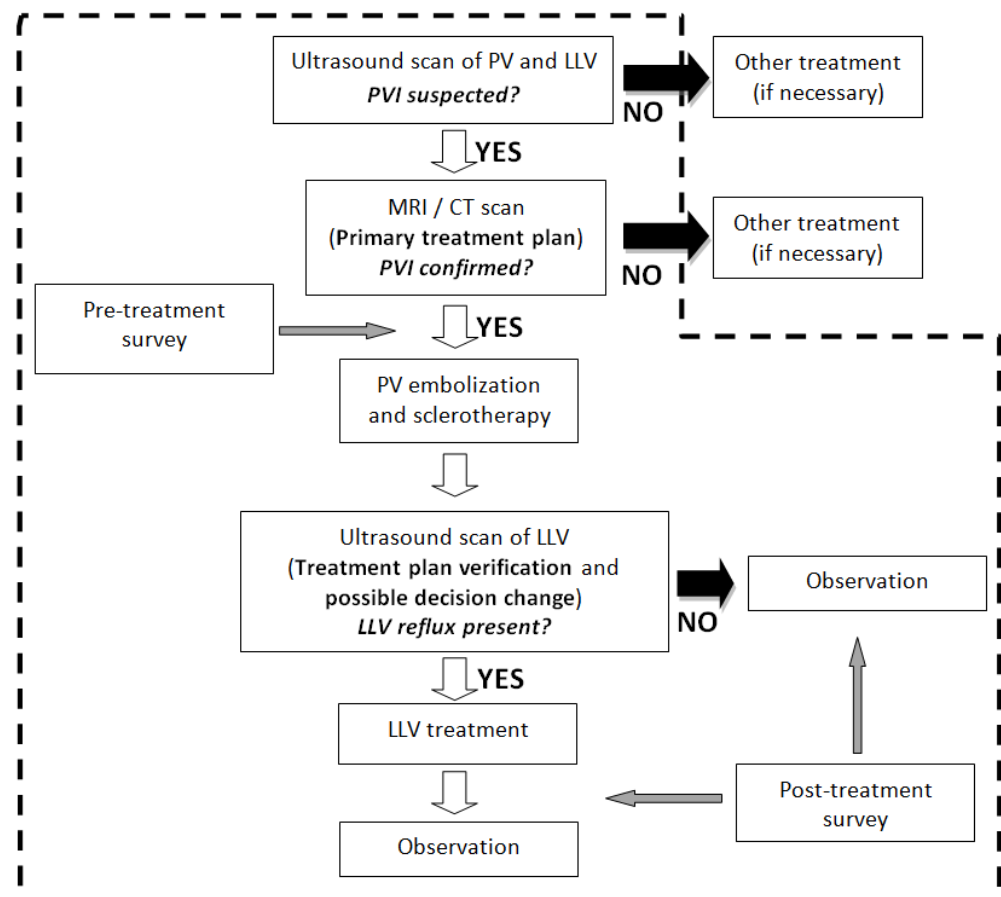 Ultrasound scan of PV and LLV
PVI suspected?
NO
Other treatment
(if necessary)
YES
MRI / CT scan
(Primary treatment plan)
PVI confirmed?
NO
Other treatment
(if necessary)
Pre-treatment
survey
YES
PV embolization
and sclerotherapy
Ultrasound scan of LLV
(Treatment plan verification and
possible decision change)
LLV reflux present?
NO
Observation
YES
LLV treatment
Post-treatment
survey
Observation